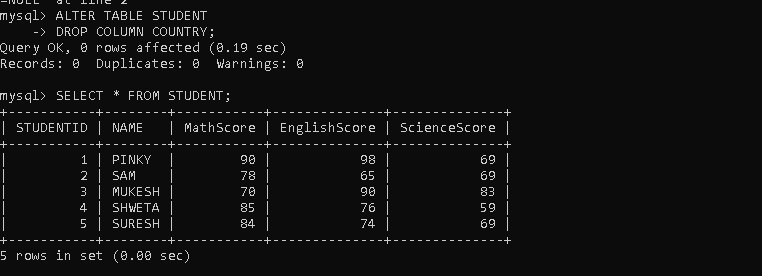 =NULL' at line 2
mysql> ALTER TABLE STUDENT
    -> DROP COLUMN COUNTRY;
Query OK, 0 rows affected (0.19 sec)
Records: 0  Duplicates: 0  Warnings: 0

mysql> SELECT * FROM STUDENT;
+-----------+--------+-----------+--------------+--------------+
| STUDENTID | NAME   | MathScore | EnglishScore | ScienceScore |
+-----------+--------+-----------+--------------+--------------+
|         1 | PINKY  |        90 |           98 |           69 |
|         2 | SAM    |        78 |           65 |           69 |
|         3 | MUKESH |        70 |           90 |           83 |
|         4 | SHWETA |        85 |           76 |           59 |
|         5 | SURESH |        84 |           74 |           69 |
+-----------+--------+-----------+--------------+--------------+
5 rows in set (0.00 sec)